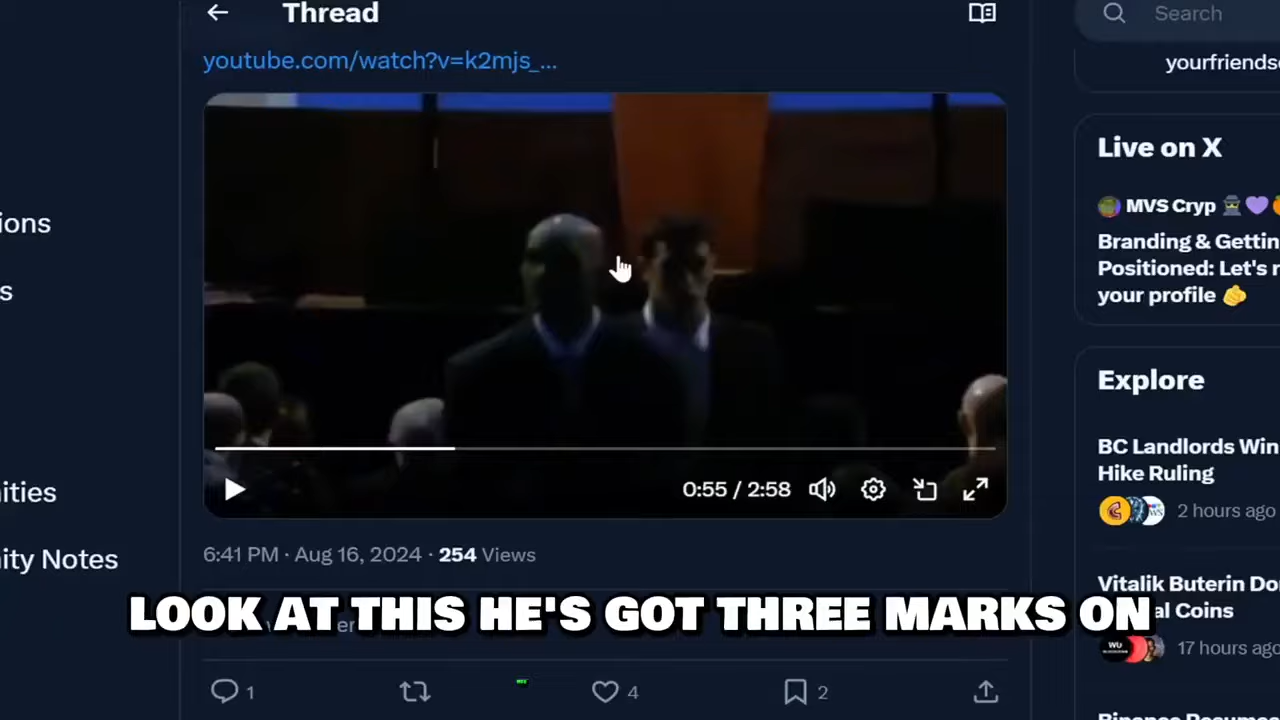 Thread
Search
youtube.com/watch?v=k2mjs_...
yourfriends
Live on X
MVS Cryp
Branding & Gettin
Positioned: Let's r
your profile
ions
s
Explore
BC Landlords Win
Hike Ruling
0:55 / 2:58
ities
2 hours ago
6:41 PM · Aug 16, 2024 · 254 Views
ity Notes
Vitalik Buterin Do
al Coins
LOOK AT THIS HE'S GOT THREE MARKS ON
WU
17 hours ago
1
4
2